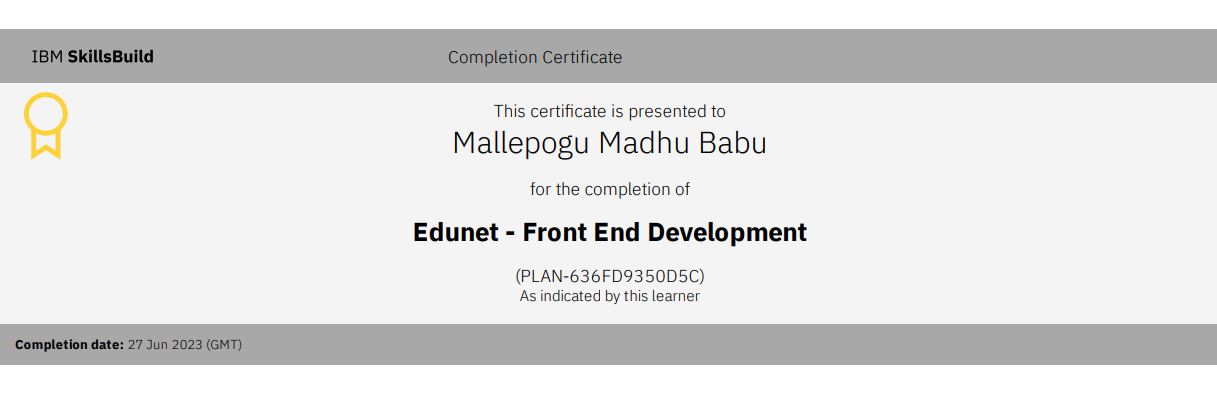 IBM SkillsBuild
Completion Certificate
This certificate is presented to
Mallepogu Madhu Babu
for the completion of
Edunet - Front End Development
(PLAN-636FD9350D5C)
As indicated by this learner
Completion date: 27 Jun 2023 (GMT)